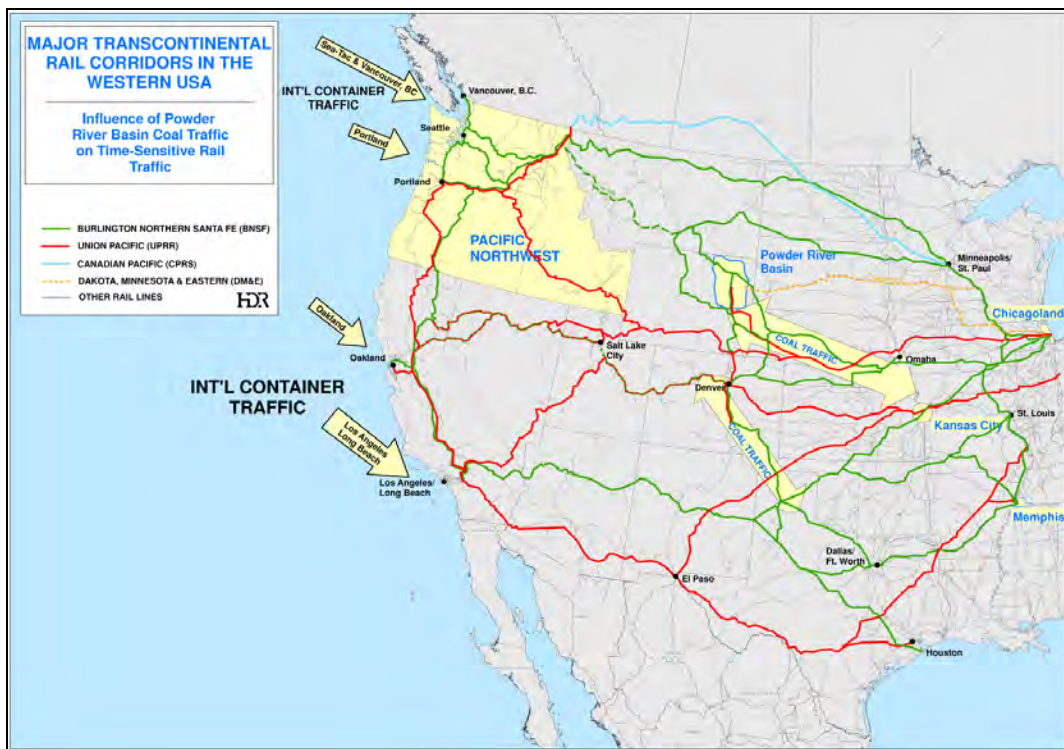 MAJOR TRANSCONTINENTAL
RAIL CORRIDORS IN THE
WESTERN USA
Influence of Powder
River Basin Coal Traffic
on Time-Sensitive Rail
Traffic
BURLINGTON NORTHERN SANTA FE (BNSF)
UNION PACIFIC (UPRR)
CANADIAN PACIFIC (CPRS)
DAKOTA, MINNESOTA & EASTERN (DM&E)
OTHER RAIL LINES
HDR
Sea-Tac & Vancouver, BC
INT'L CONTAINER
TRAFFIC
Vancouver, B.C.
Seattle
Portland
Portland
PACIFIC
NORTHWEST
Powder River
Basin
Minneapolis/
St. Paul
Chicagoland
Oakland
Oakland
Salt Lake
City
COAL TRAFFIC
Omaha
INT'L CONTAINER
TRAFFIC
Denver
COAL TRAFFIC
Kansas City
St. Louis
Los Angeles
Long Beach
Los Angeles/
Long Beach
Memphis
Dallas/
Ft. Worth
El Paso
Houston